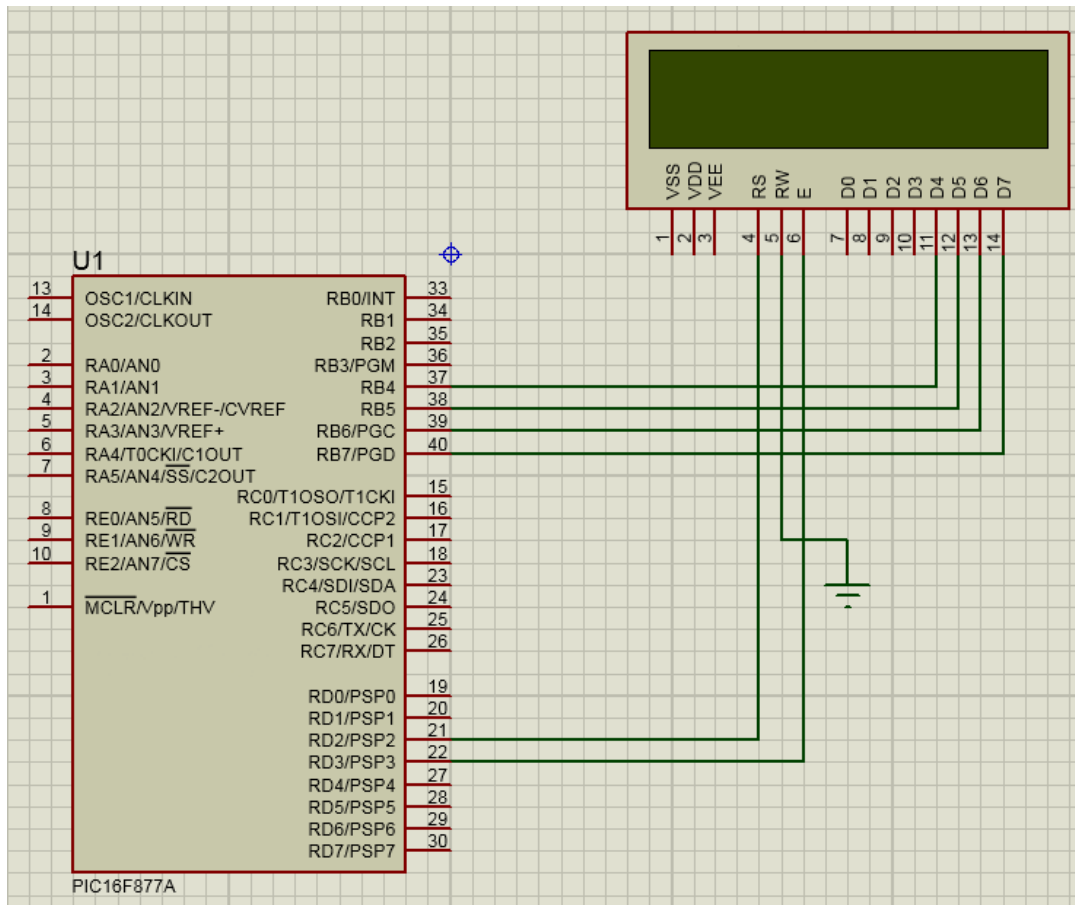 VSS VDD VEE RS RW E D0 D1 D2 D3 D4 D5 D6 D7
1 2 3 4 5 6 7 8 9 10 11 12 13 14
U1
13 OSC1/CLKIN RB0/INT 33
14 OSC2/CLKOUT RB1 34
RB2 35
2 RA0/AN0 RB3/PGM 36
3 RA1/AN1 RB4 37
4 RA2/AN2/VREF-/CVREF RB5 38
5 RA3/AN3/VREF+ RB6/PGC 39
6 RA4/T0CKI/C1OUT RB7/PGD 40
7 RA5/AN4/SS/C2OUT
RC0/T1OSO/T1CKI 15
8 RE0/AN5/RD RC1/T1OSI/CCP2 16
9 RE1/AN6/WR RC2/CCP1 17
10 RE2/AN7/CS RC3/SCK/SCL 18
RC4/SDI/SDA 23
1 MCLR/Vpp/THV RC5/SDO 24
RC6/TX/CK 25
RC7/RX/DT 26
RD0/PSP0 19
RD1/PSP1 20
RD2/PSP2 21
RD3/PSP3 22
RD4/PSP4 27
RD5/PSP5 28
RD6/PSP6 29
RD7/PSP7 30
PIC16F877A